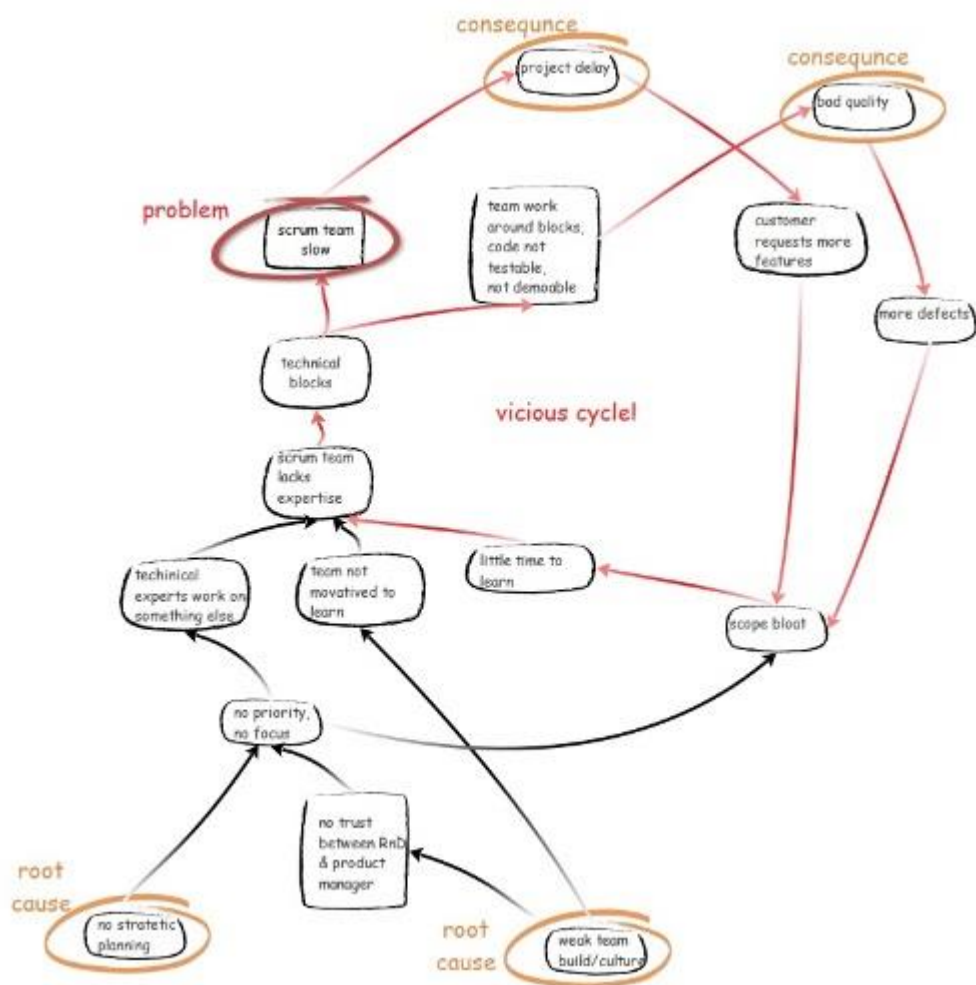 consequnce
project delay
consequnce
bad quality
problem
scrum team
slow
team work
around blocks,
code not
testable,
not demoable
customer
requests more
features
more defects
technical
blocks
vicious cycle!
scrum team
lacks
expertise
techinical
experts work on
something else
team not
movatived to
learn
little time to
learn
scope bloat
no priority,
no focus
no trust
between RnD
& product
manager
root
cause
no stratetic
planning
root
cause
weak team
build/culture